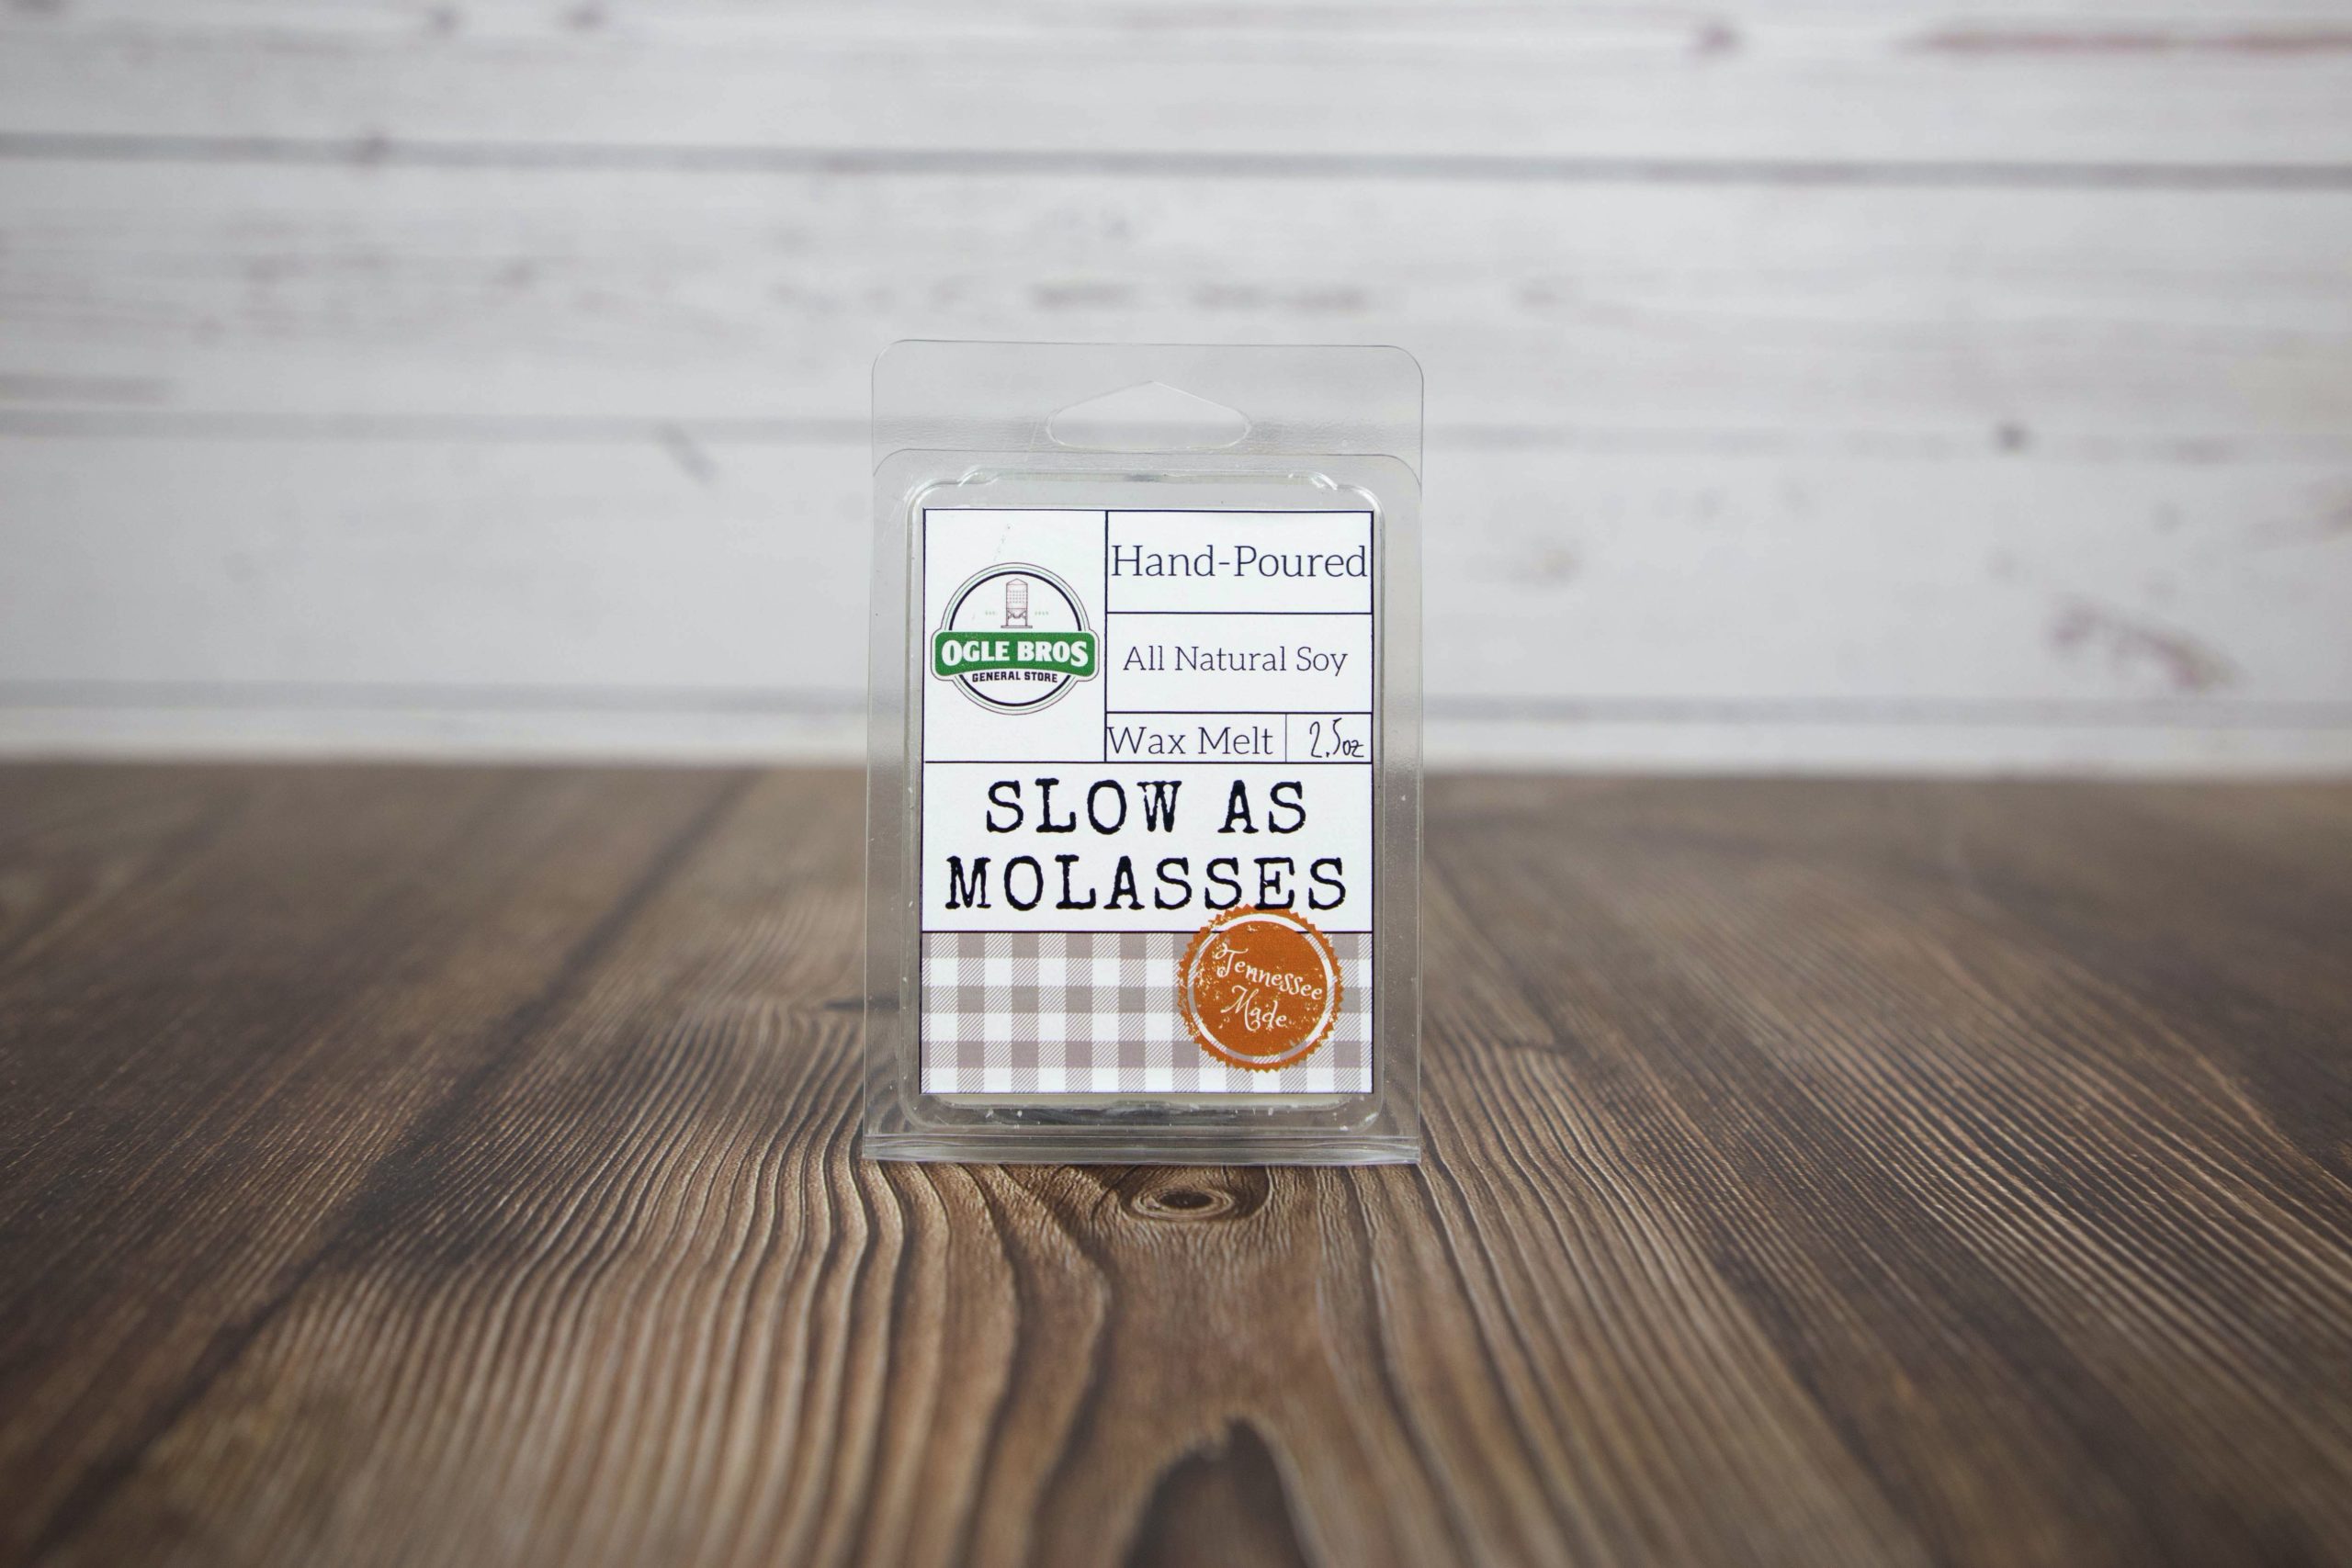 Hand-Poured
OGLE BROS
GENERAL STORE
All Natural Soy
Wax Melt
2.5oz
SLOW AS
MOLASSES
Tennessee
Made